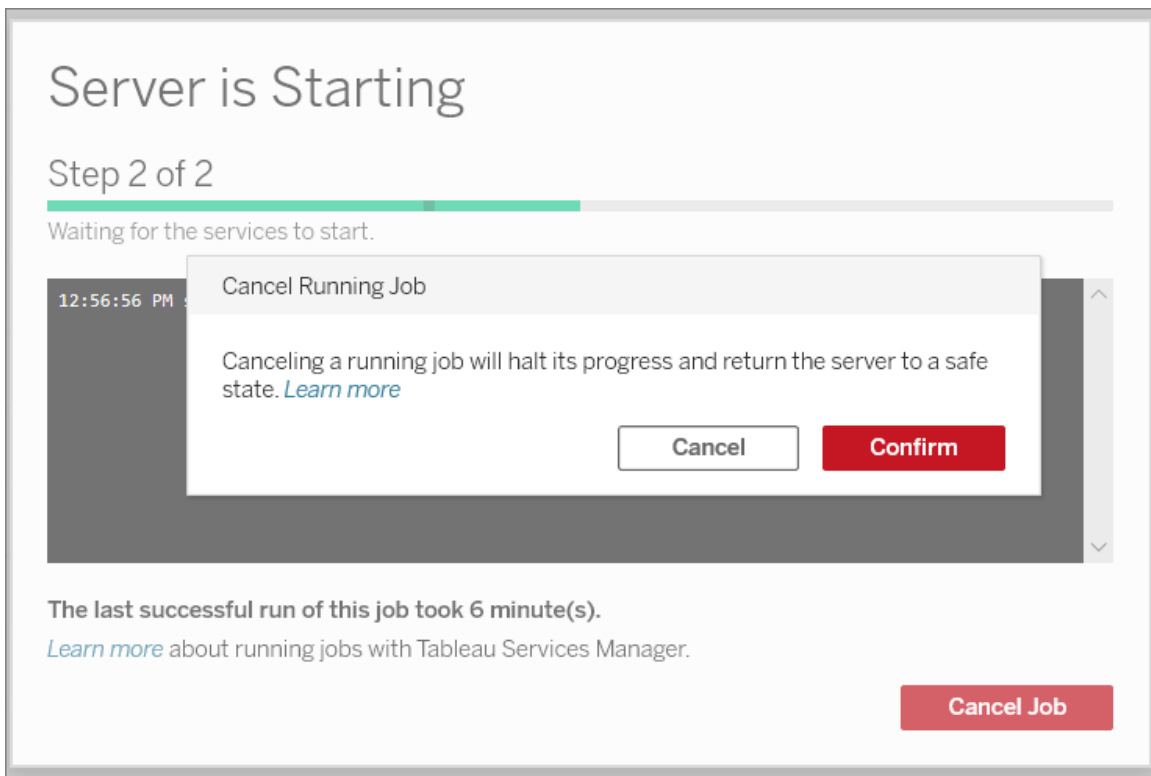 Server is Starting
Step 2 of 2
Waiting for the services to start.
12:56:56 PM
Cancel Running Job
Canceling a running job will halt its progress and return the server to a safe
state. Learn more
Cancel
Confirm
The last successful run of this job took 6 minute(s).
Learn more about running jobs with Tableau Services Manager.
Cancel Job